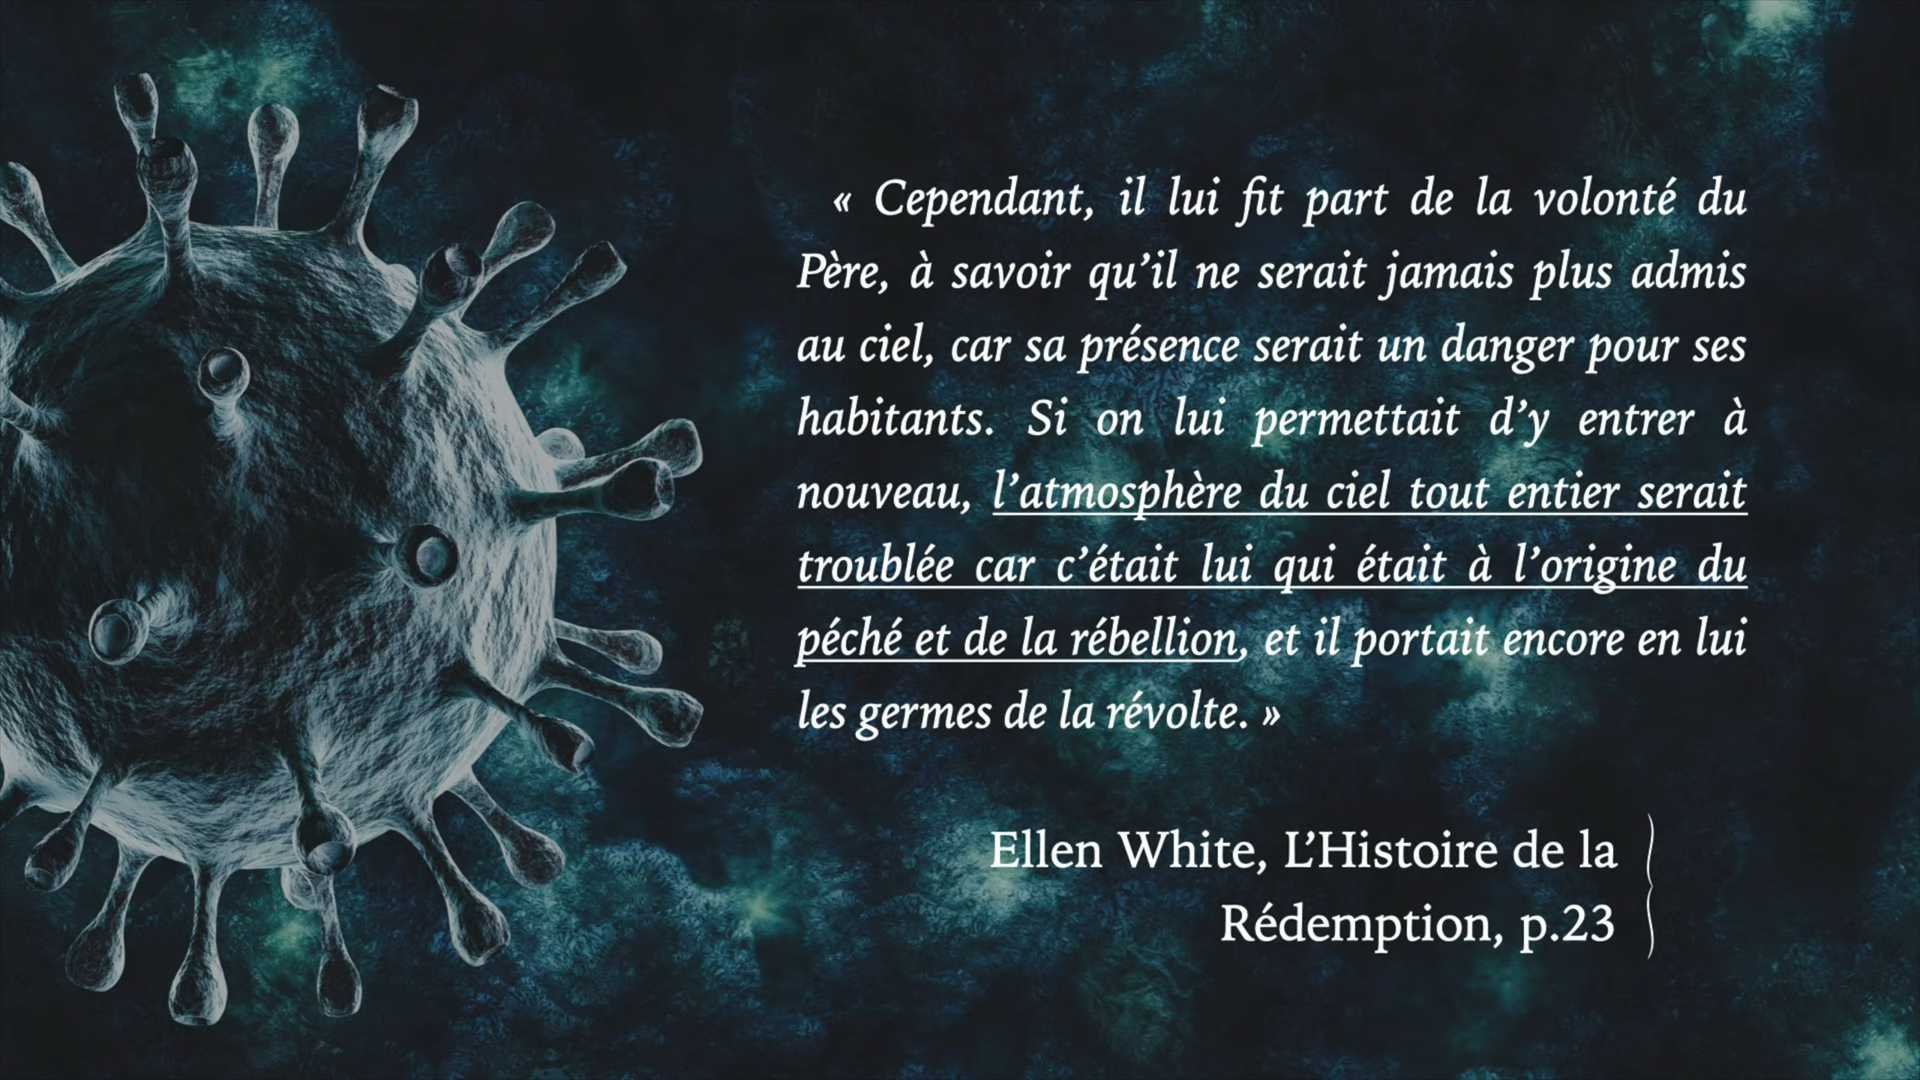 « Cependant, il lui fit part de la volonté du
Père, à savoir qu’il ne serait jamais plus admis
au ciel, car sa présence serait un danger pour ses
habitants. Si on lui permettait d’y entrer à
nouveau, l’atmosphère du ciel tout entier serait
troublée car c’était lui qui était à l’origine du
péché et de la rébellion, et il portait encore en lui
les germes de la révolte. »
Ellen White, L’Histoire de la
Rédemption, p.23